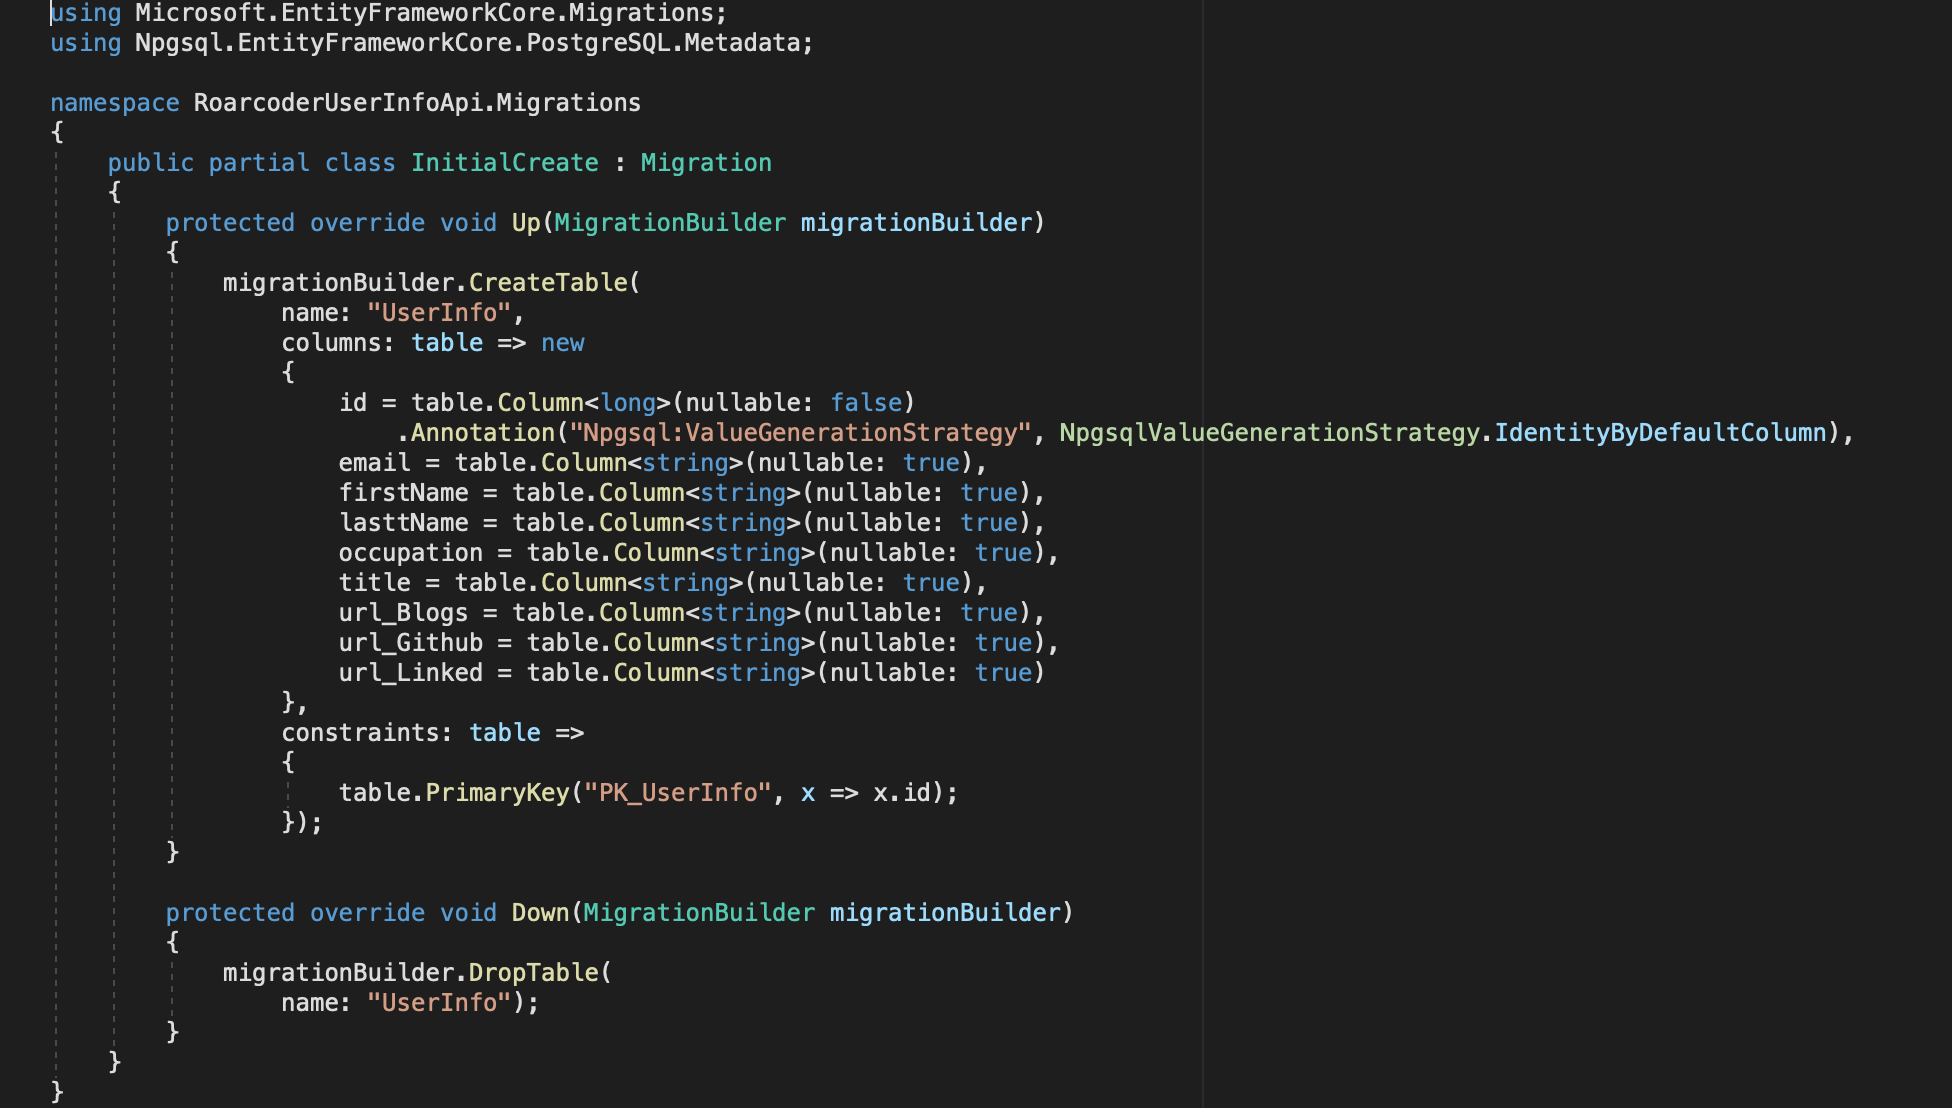 using Microsoft.EntityFrameworkCore.Migrations;
using Npgsql.EntityFrameworkCore.PostgreSQL.Metadata;

namespace RoarcoderUserInfoApi.Migrations
{
    public partial class InitialCreate : Migration
    {
        protected override void Up(MigrationBuilder migrationBuilder)
        {
            migrationBuilder.CreateTable(
                name: "UserInfo",
                columns: table => new
                {
                    id = table.Column<long>(nullable: false)
                        .Annotation("Npgsql:ValueGenerationStrategy", NpgsqlValueGenerationStrategy.IdentityByDefaultColumn),
                    email = table.Column<string>(nullable: true),
                    firstName = table.Column<string>(nullable: true),
                    lasttName = table.Column<string>(nullable: true),
                    occupation = table.Column<string>(nullable: true),
                    title = table.Column<string>(nullable: true),
                    url_Blogs = table.Column<string>(nullable: true),
                    url_Github = table.Column<string>(nullable: true),
                    url_Linked = table.Column<string>(nullable: true)
                },
                constraints: table =>
                {
                    table.PrimaryKey("PK_UserInfo", x => x.id);
                });
        }

        protected override void Down(MigrationBuilder migrationBuilder)
        {
            migrationBuilder.DropTable(
                name: "UserInfo");
        }
    }
}